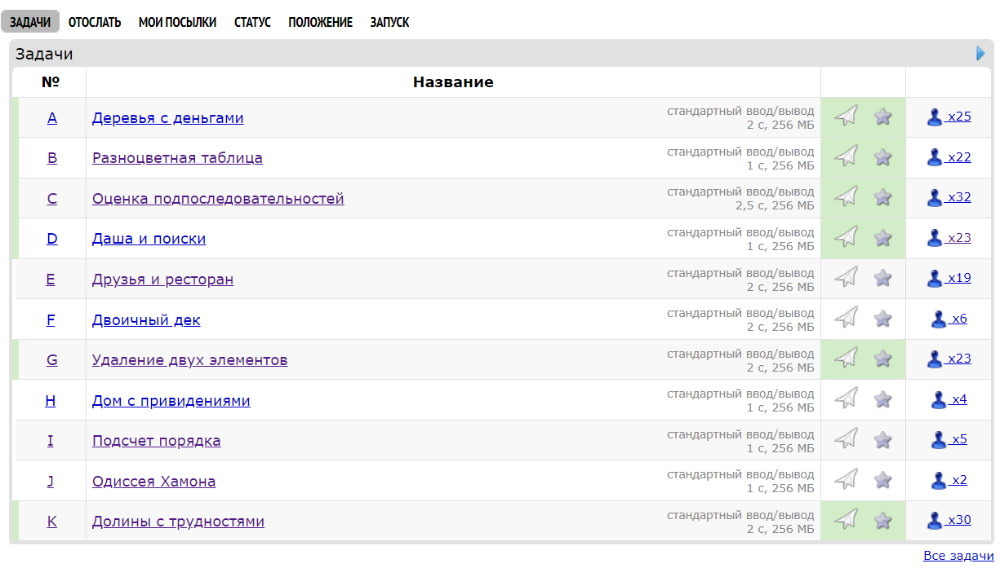 ЗАДАЧИ ОТОСЛАТЬ МОИ ПОСЫЛКИ СТАТУС ПОЛОЖЕНИЕ ЗАПУСК
Задачи
№ Название
A Деревья с деньгами стандартный ввод/вывод x25
2 с, 256 МБ
B Разноцветная таблица стандартный ввод/вывод x22
1 с, 256 МБ
C Оценка подпоследовательностей стандартный ввод/вывод x32
2,5 с, 256 МБ
D Даша и поиски стандартный ввод/вывод x23
1 с, 256 МБ
E Друзья и ресторан стандартный ввод/вывод x19
2 с, 256 МБ
F Двоичный дек стандартный ввод/вывод x6
2 с, 256 МБ
G Удаление двух элементов стандартный ввод/вывод x23
2 с, 256 МБ
H Дом с привидениями стандартный ввод/вывод x4
1 с, 256 МБ
I Подсчет порядка стандартный ввод/вывод x5
1 с, 256 МБ
J Одиссея Хамона стандартный ввод/вывод x2
1 с, 256 МБ
K Долины с трудностями стандартный ввод/вывод x30
2 с, 256 МБ
Все задачи